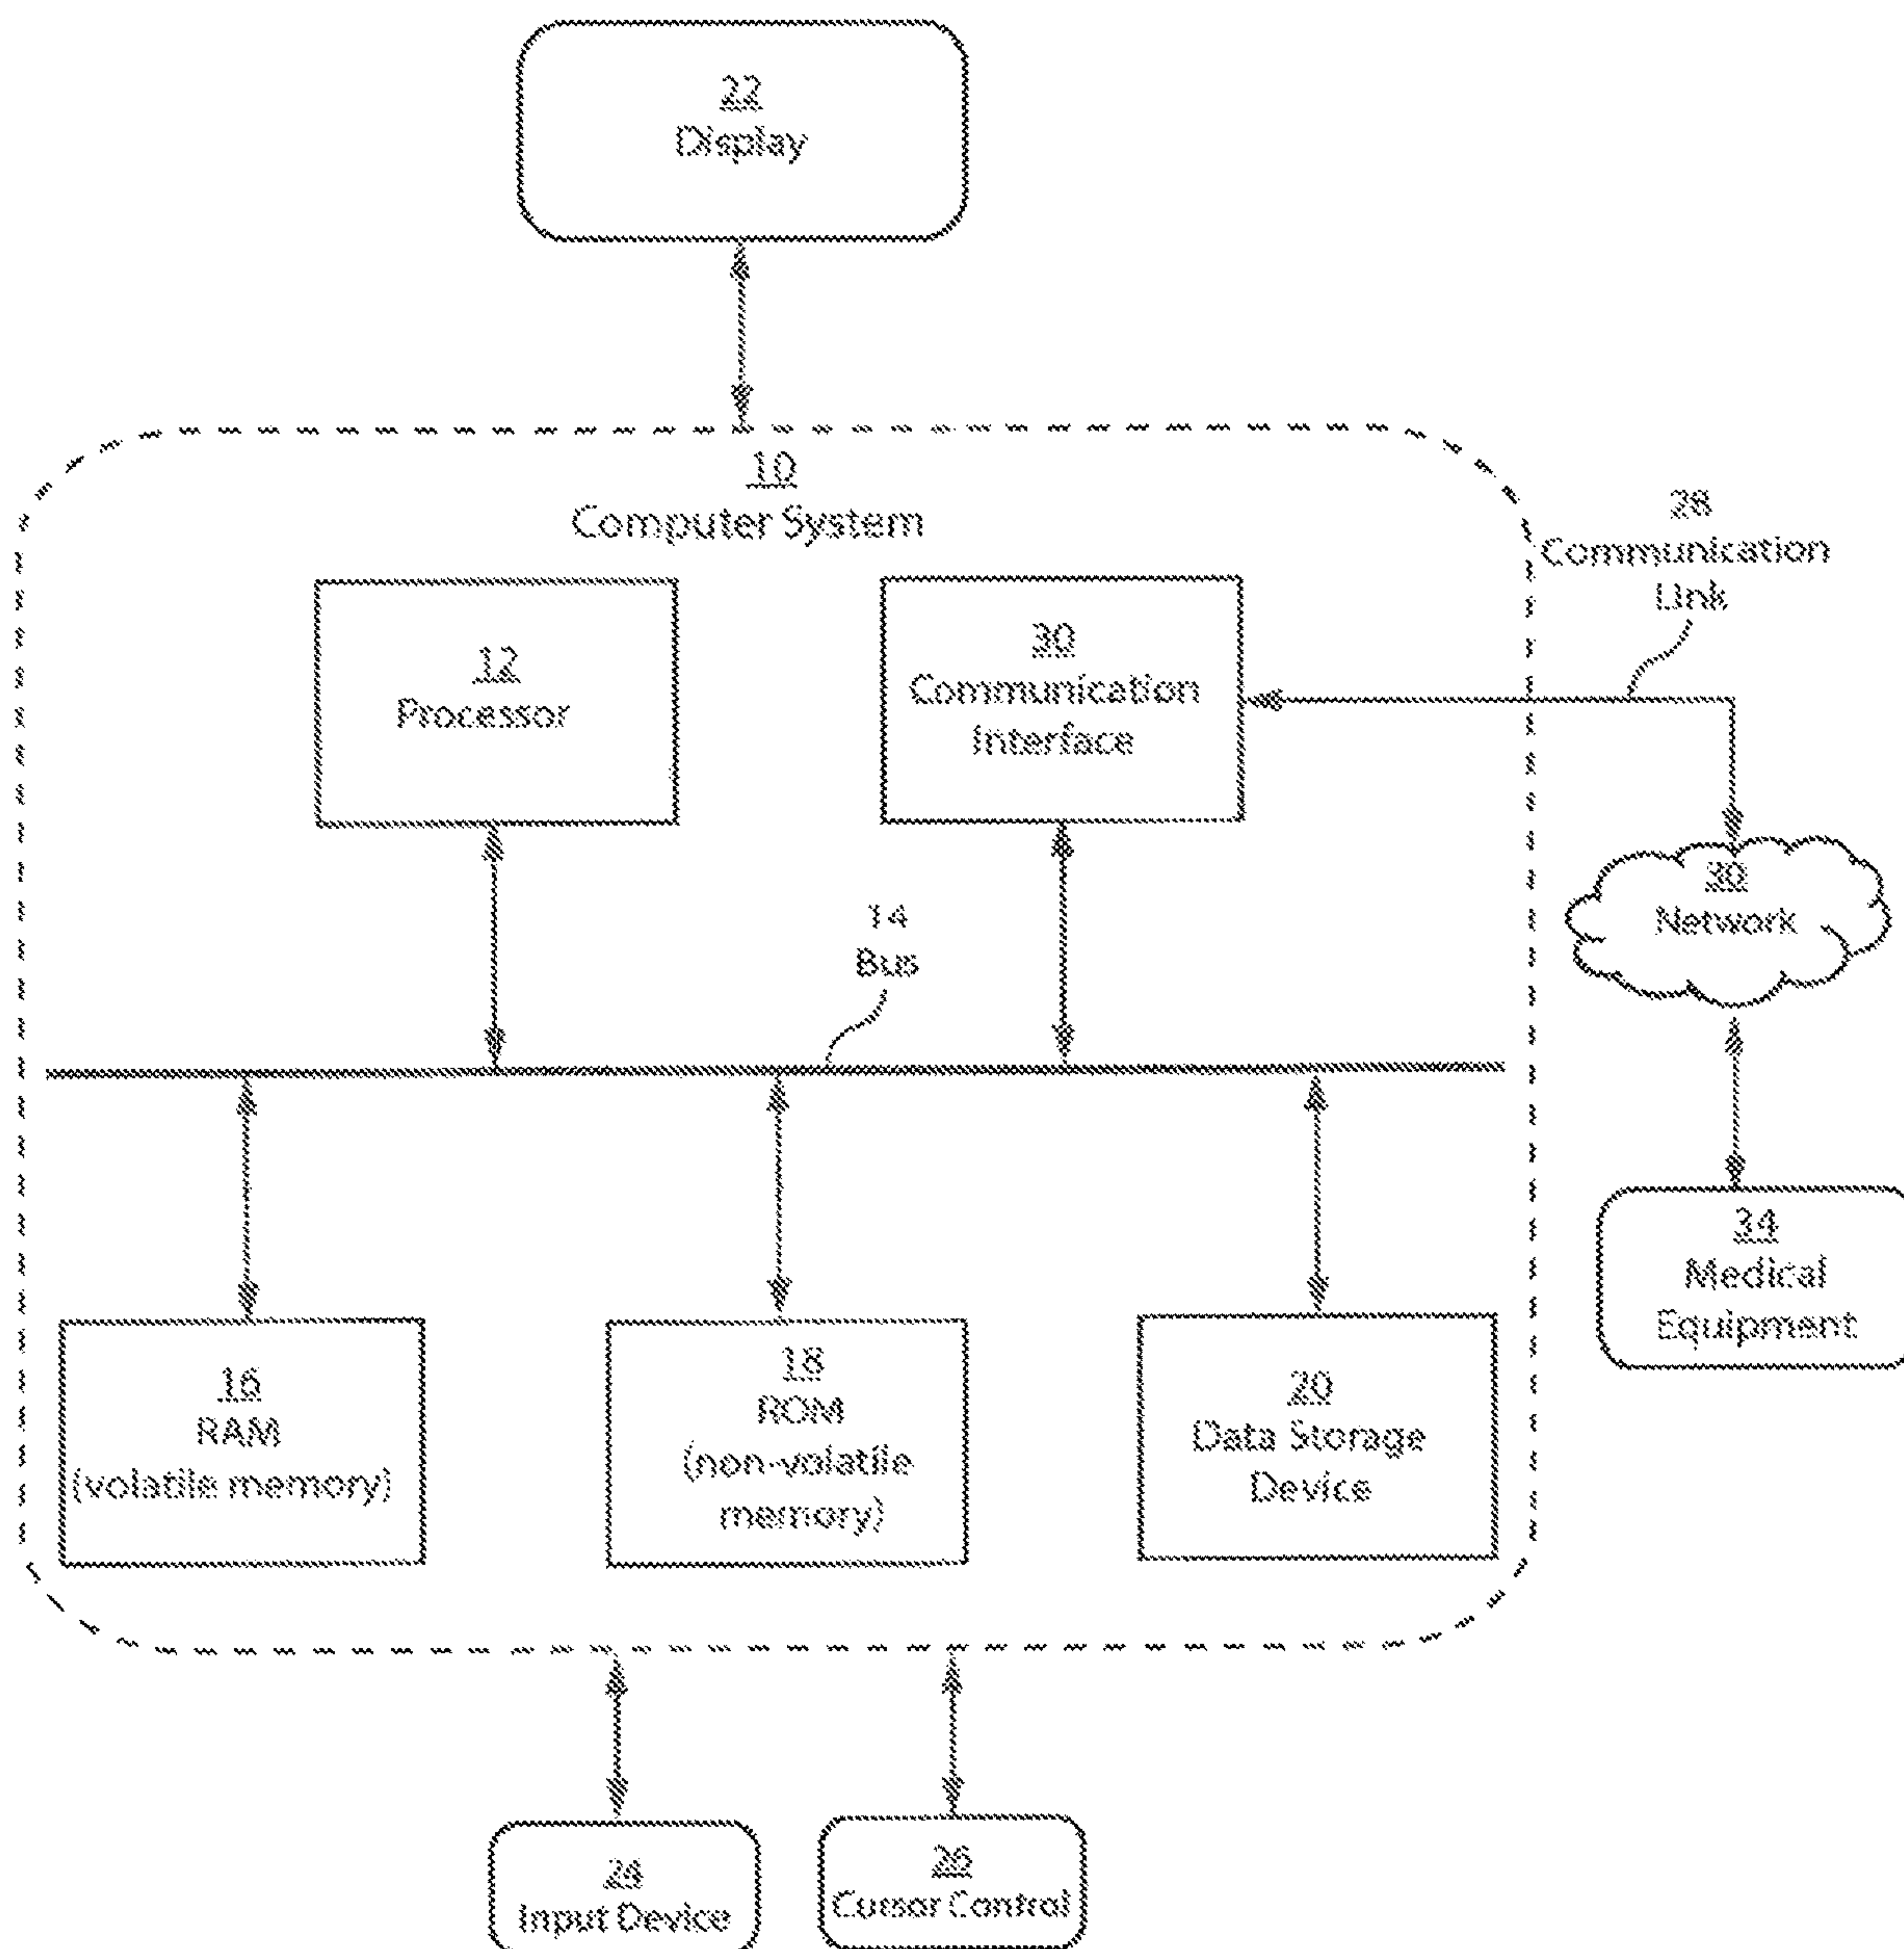 22
Display
10
Computer System
28
Communication
Link
12
Processor
30
Communication
Interface
14
Bus
30
Network
34
Medical
Equipment
16
RAM
(volatile memory)
18
ROM
(non-volatile
memory)
20
Data Storage
Device
24
Input Device
26
Cursor Control